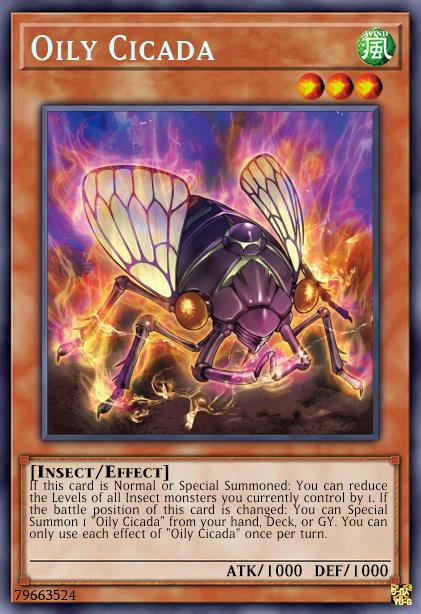 OILY CICADA
WIND
風
[INSECT/EFFECT]
If this card is Normal or Special Summoned: You can reduce
the Levels of all Insect monsters you currently control by 1. If
the battle position of this card is changed: You can Special
Summon 1 "Oily Cicada" from your hand, Deck, or GY. You can
only use each effect of "Oily Cicada" once per turn.
ATK/1000 DEF/1000
79663524